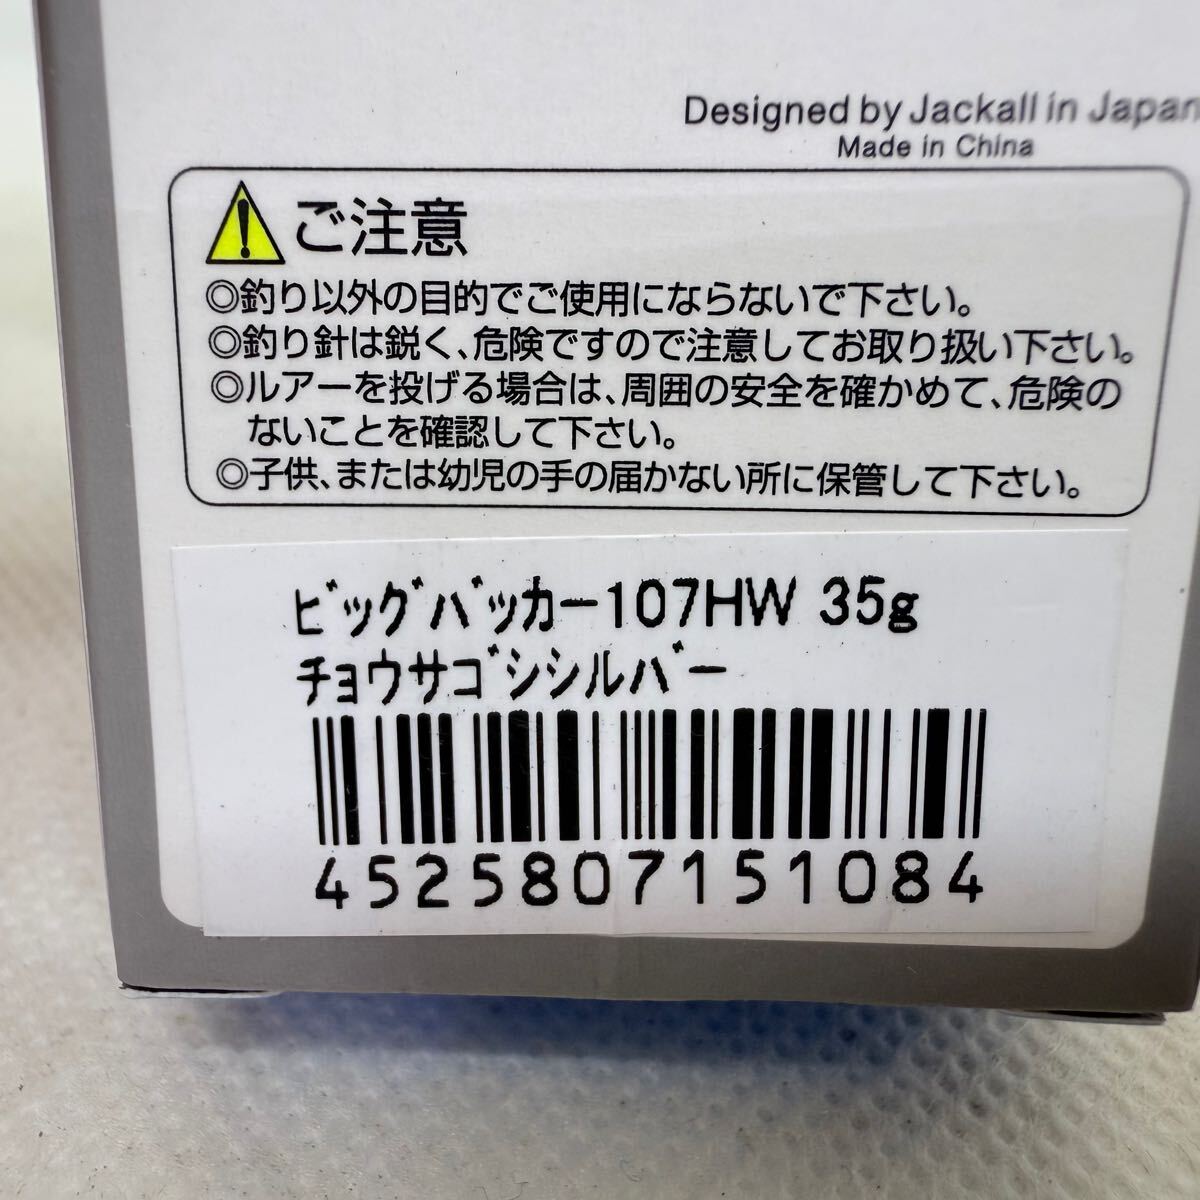 Designed by Jackall in Japan
Made in China
ご注意
◎釣り以外の目的でご使用にならないで下さい。
◎釣り針は鋭く、危険ですので注意してお取り扱い下さい。
◎ルアーを投げる場合は、周囲の安全を確かめて、危険の
ないことを確認して下さい。
◎子供、または幼児の手の届かない所に保管して下さい。
ﾋﾞｯｸﾞﾊﾞｯｶｰ107HW 35g
ﾁｮｳｻｺﾞｼｼﾙﾊﾞｰ
4525807151084